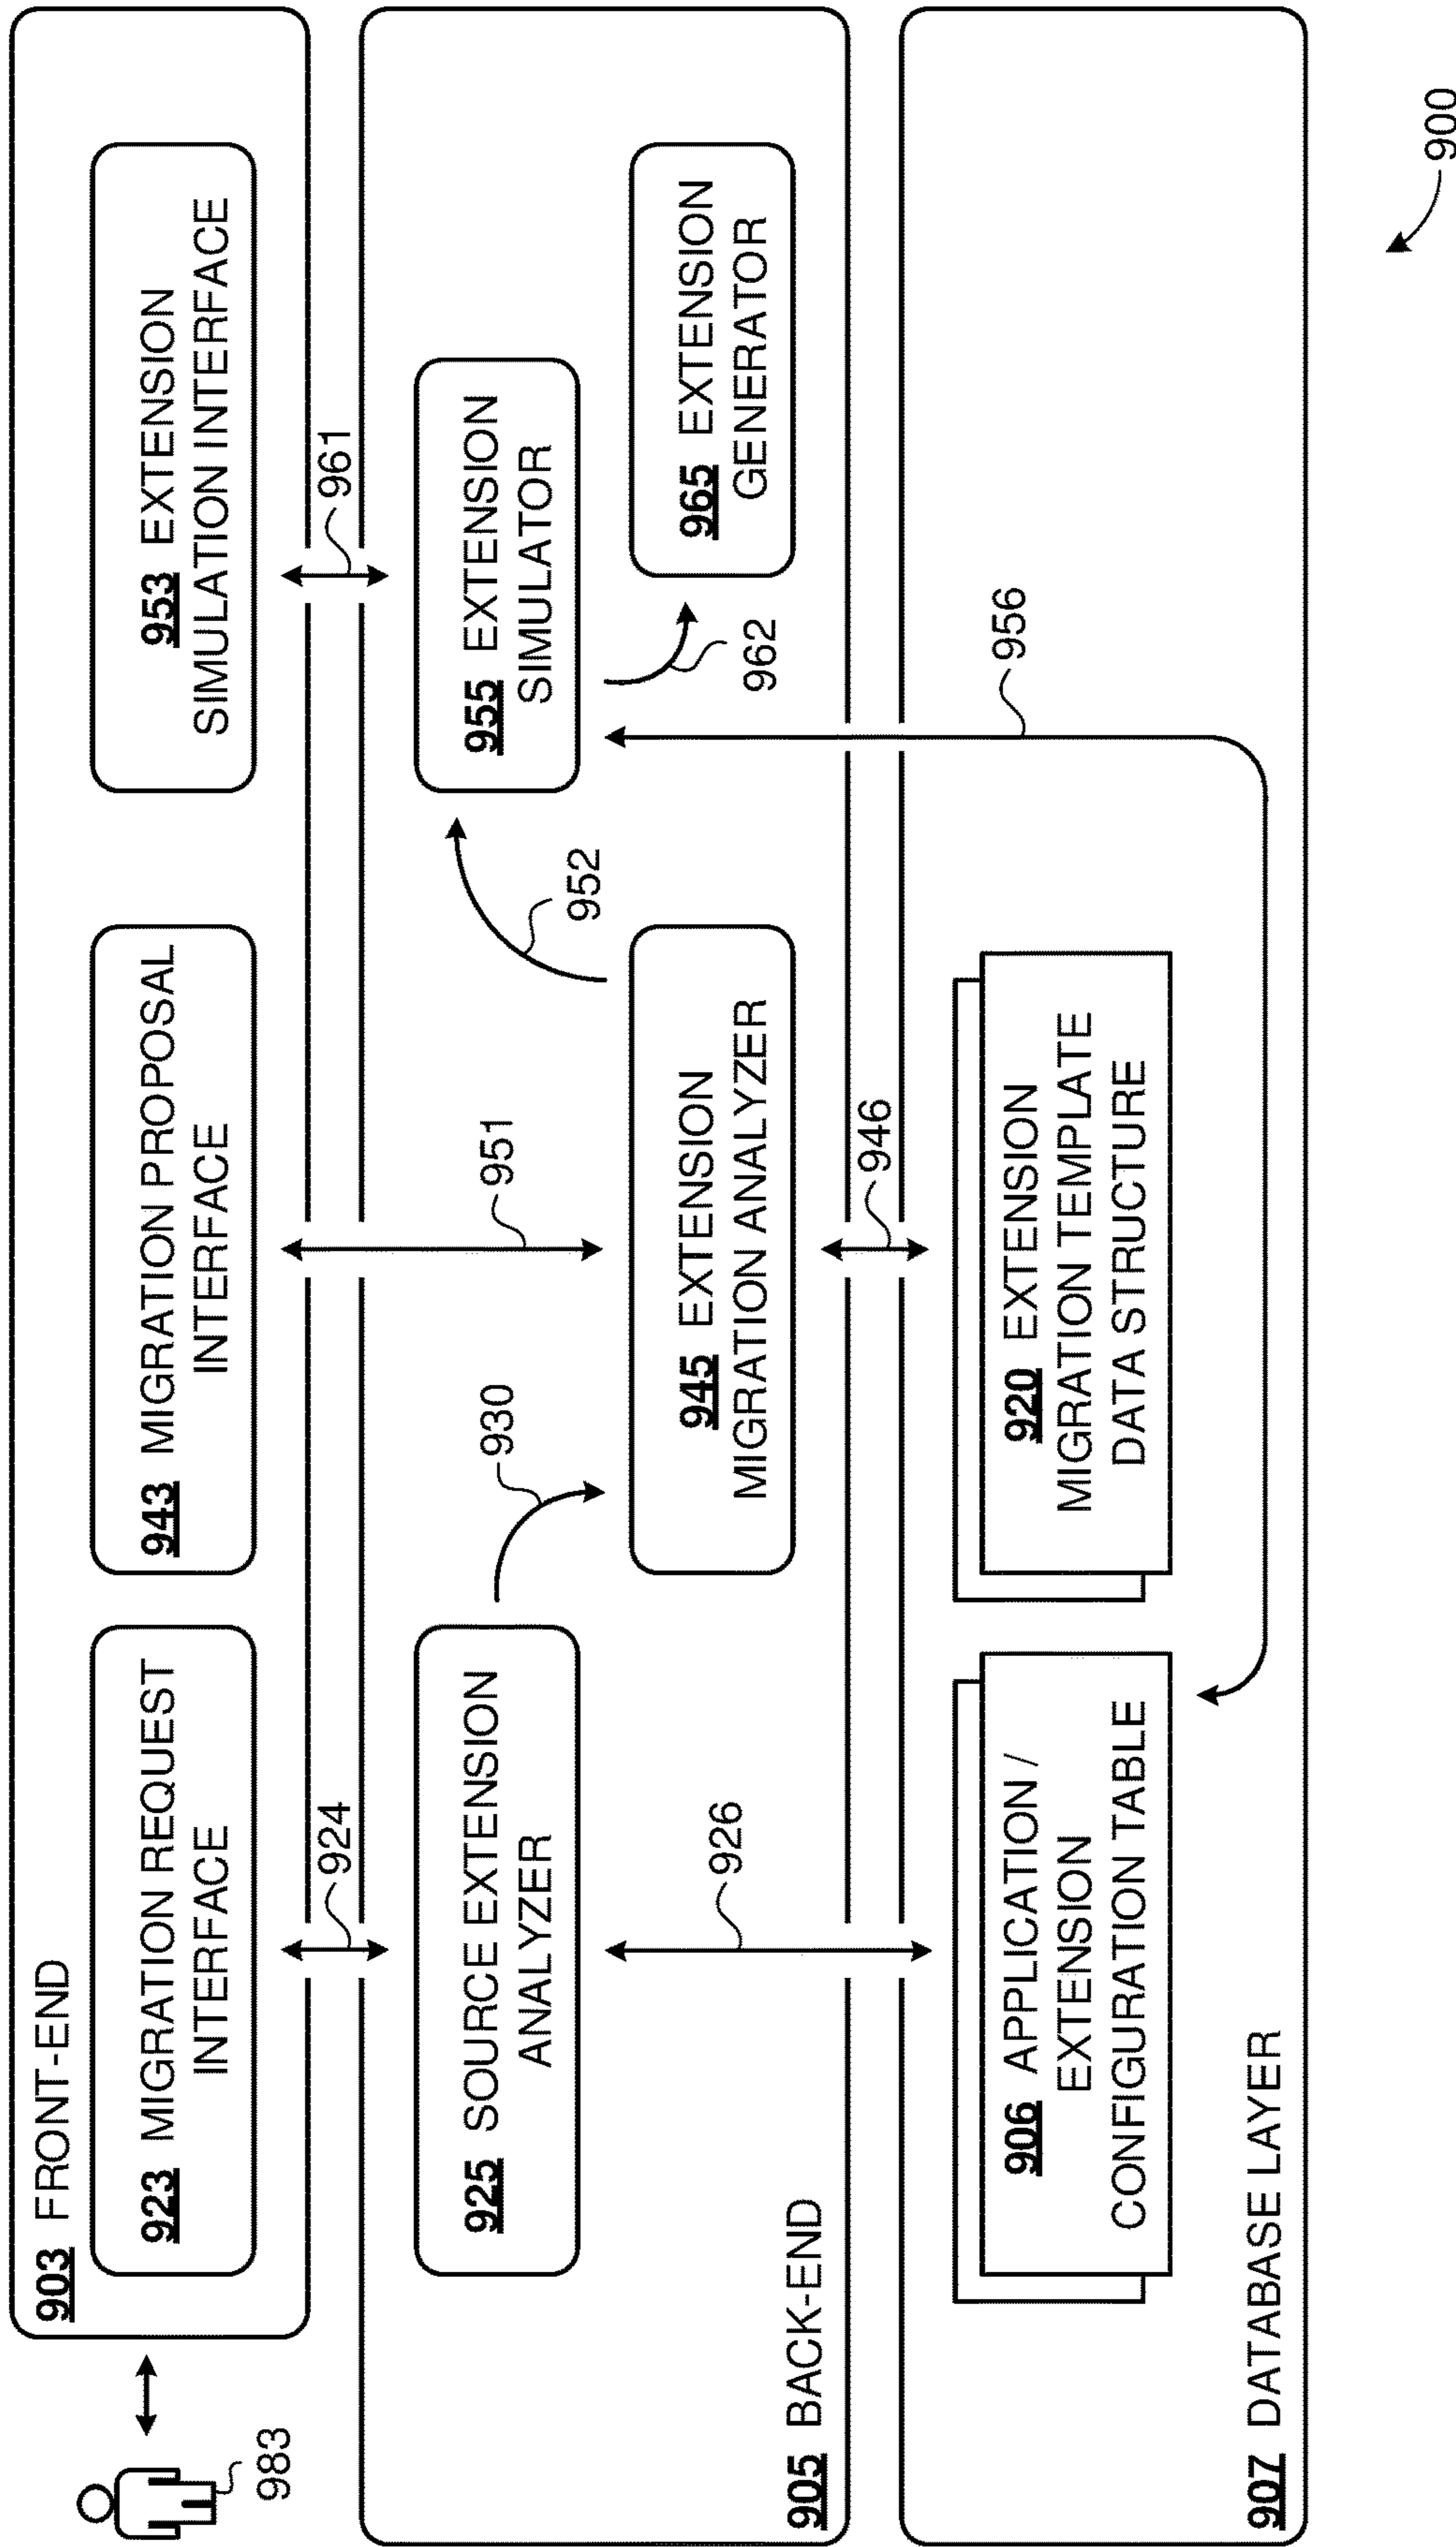 903 FRONT-END
923 MIGRATION REQUEST
INTERFACE
943 MIGRATION PROPOSAL
INTERFACE
953 EXTENSION
SIMULATION INTERFACE
983
924
951
961
925 SOURCE EXTENSION
ANALYZER
930
952
955 EXTENSION
SIMULATOR
945 EXTENSION
MIGRATION ANALYZER
962
965 EXTENSION
GENERATOR
926
946
956
905 BACK-END
906 APPLICATION /
EXTENSION
CONFIGURATION TABLE
920 EXTENSION
MIGRATION TEMPLATE
DATA STRUCTURE
907 DATABASE LAYER
900